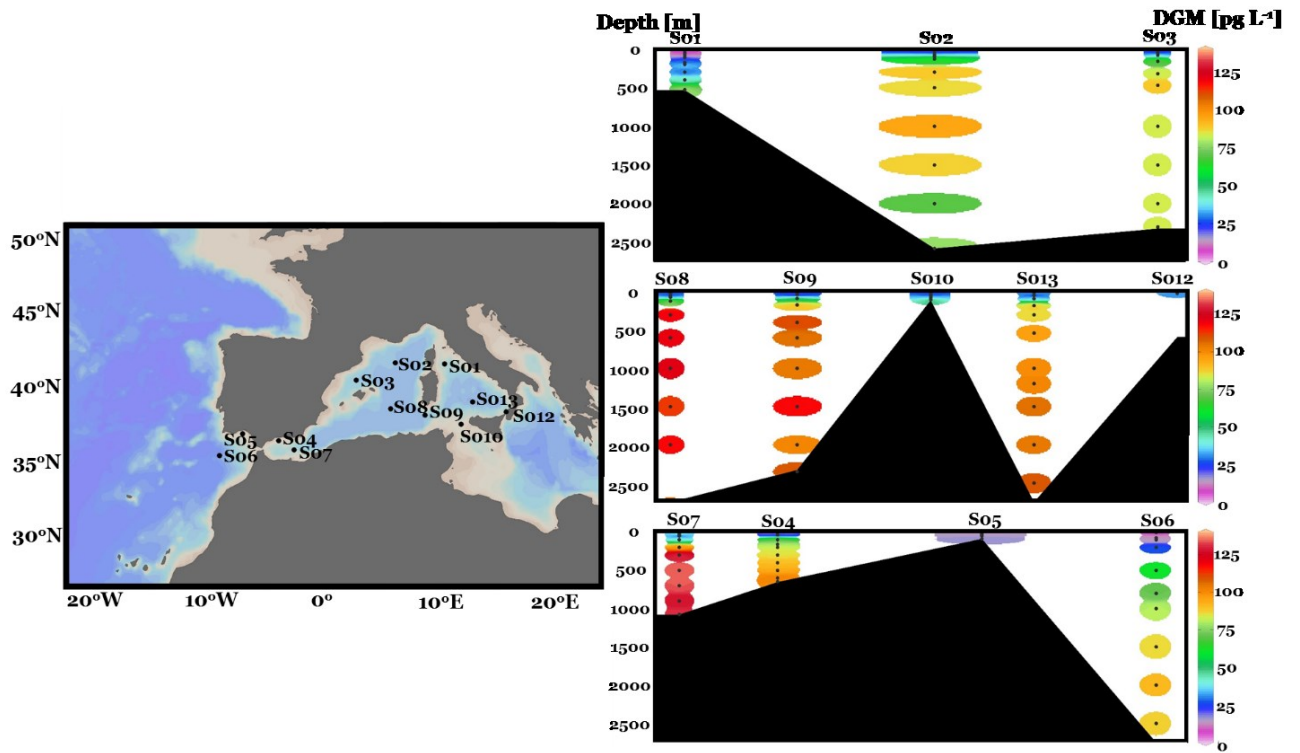 50°N
45°N
40°N
35°N
30°N
20°W 10°W 0° 10°E 20°E
S02
S01
S03
S08
S09
S013
S012
S010
S05
S04
S06
S07
Depth [m]
DGM [pg L⁻¹]
S01 S02 S03
0
500
1000
1500
2000
2500
125
100
75
50
25
0
S08 S09 S010 S013 S012
0
500
1000
1500
2000
2500
125
100
75
50
25
0
S07 S04 S05 S06
0
500
1000
1500
2000
2500
125
100
75
50
25
0